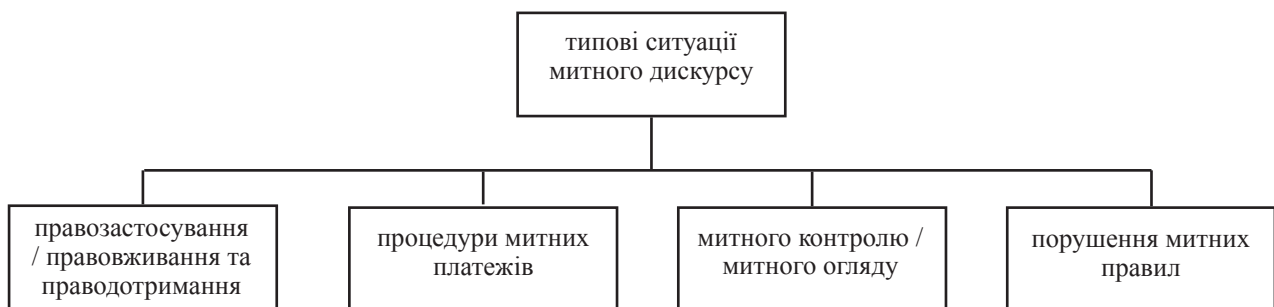 типові ситуації
митного дискурсу
правозастосування
/ правовживання та
праводотримання
процедури митних
платежів
митного контролю /
митного огляду
порушення митних
правил